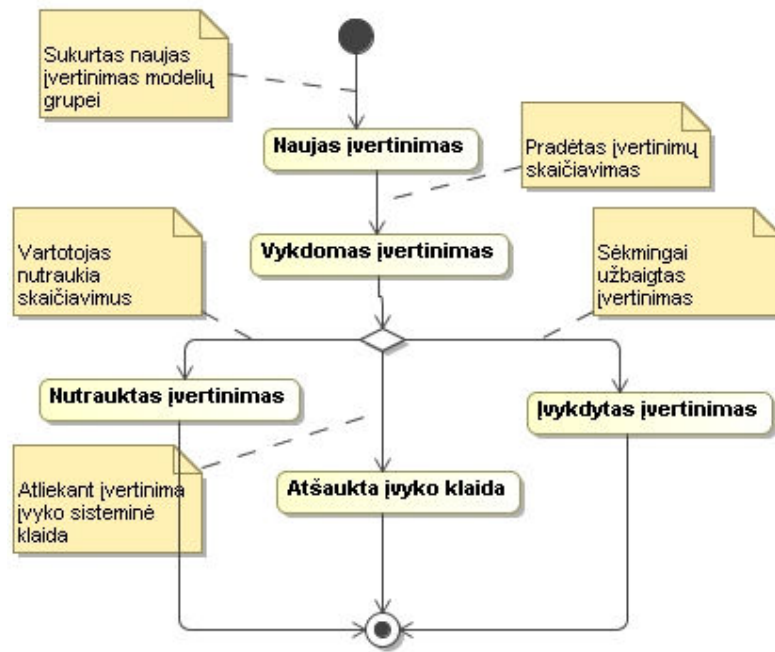 Sukurtas naujas
įvertinimas modelių
grupei
Naujas įvertinimas
Pradėtas įvertinimų
skaičiavimas
Vykdomas įvertinimas
Vartotojas
nutraukia
skaičiavimus
Sėkmingai
užbaigtas
įvertinimas
Nutrauktas įvertinimas
Įvykdytas įvertinimas
Atliekant įvertinima
įvyko sisteminė
klaida
Atšaukta įvyko klaida